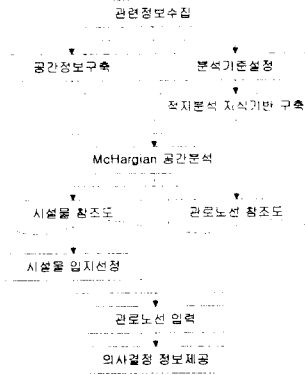 관련정보수집
공간정보구축
분석기준설정
적지분석 지식기반 구축
McHargian 공간분석
시설물 참조도
관로노선 참조도
시설물 입지선정
관로노선 입력
의사결정 정보제공